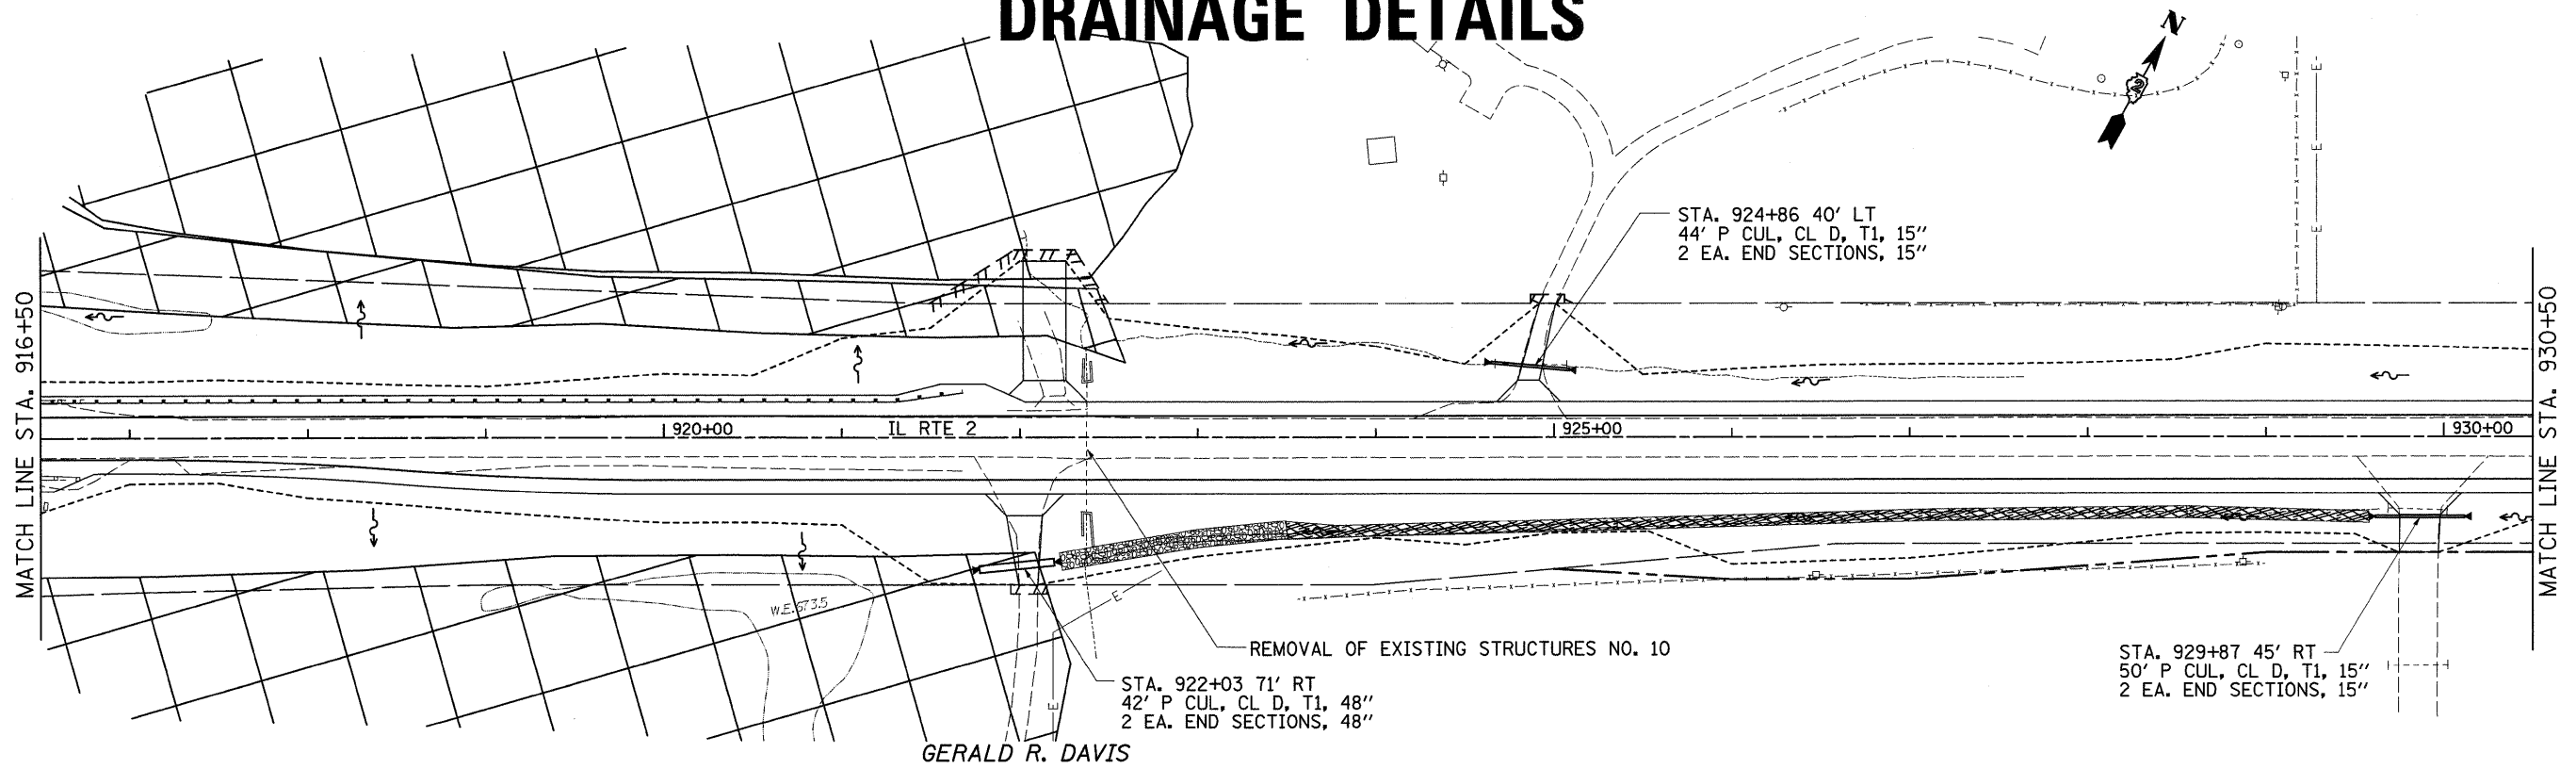 DRAINAGE DETAILS
N
2
STA. 924+86 40' LT
44' P CUL, CL D, T1, 15"
2 EA. END SECTIONS, 15"
MATCH LINE STA. 916+50
MATCH LINE STA. 930+50
920+00
IL RTE 2
925+00
930+00
W.E. 673.5
E
E
E
E
E
REMOVAL OF EXISTING STRUCTURES NO. 10
STA. 922+03 71' RT
42' P CUL, CL D, T1, 48"
2 EA. END SECTIONS, 48"
STA. 929+87 45' RT
50' P CUL, CL D, T1, 15"
2 EA. END SECTIONS, 15"
GERALD R. DAVIS